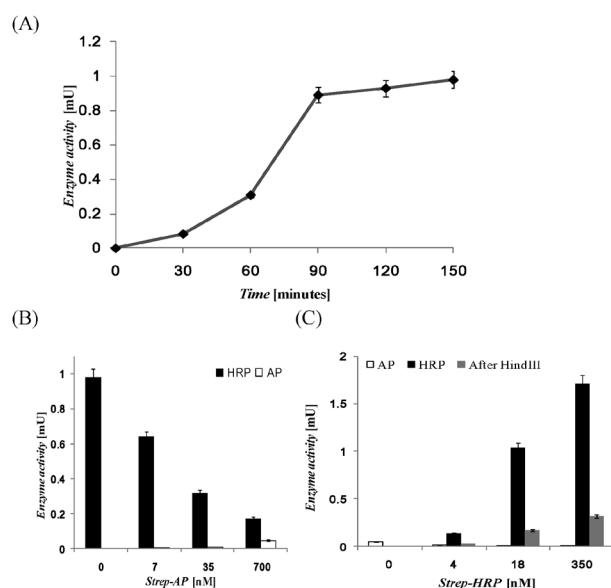 (A)
1.2
1
0.8
0.6
0.4
0.2
0
Enzyme activity [mU]
0 30 60 90 120 150
Time [minutes]
(B)
HRP AP
1
0.8
0.6
0.4
0.2
0
Enzyme activity [mU]
0 7 35 700
Strep-AP [nM]
(C)
AP HRP After HindIII
2
1.5
1
0.5
0
Enzyme activity [mU]
0 4 18 350
Strep-HRP [nM]